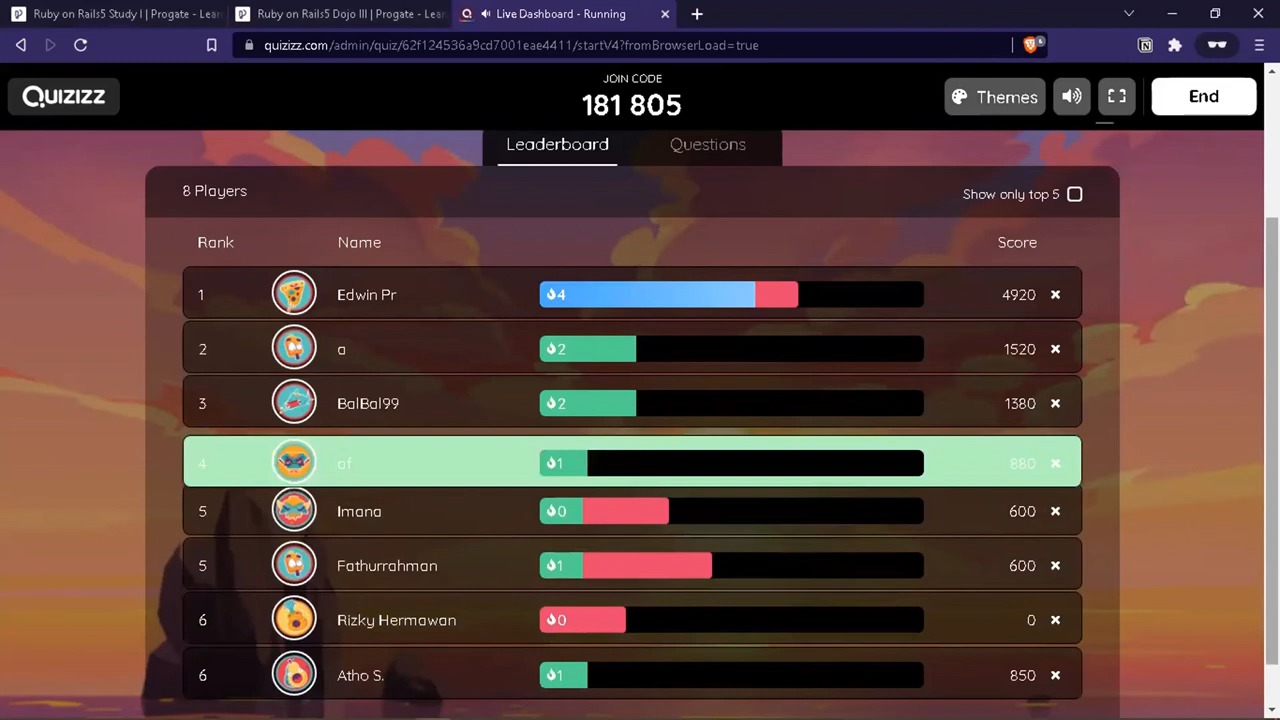 Ruby on Rails5 Study I | Progate - Lear
Ruby on Rails5 Dojo III | Progate - Lear
Live Dashboard - Running
quizizz.com/admin/quiz/62f124536a9cd7001eae4411/startV4?fromBrowserLoad=true
6
Quizizz
JOIN CODE
181 805
Themes
End
Leaderboard
Questions
8 Players
Show only top 5
Rank Name Score
1 Edwin Pr 4 4920
2 a 2 1520
3 BalBal99 2 1380
4 af 1 880
5 Imana 0 600
5 Fathurrahman 1 600
6 Rizky Hermawan 0 0
6 Atho S. 1 850